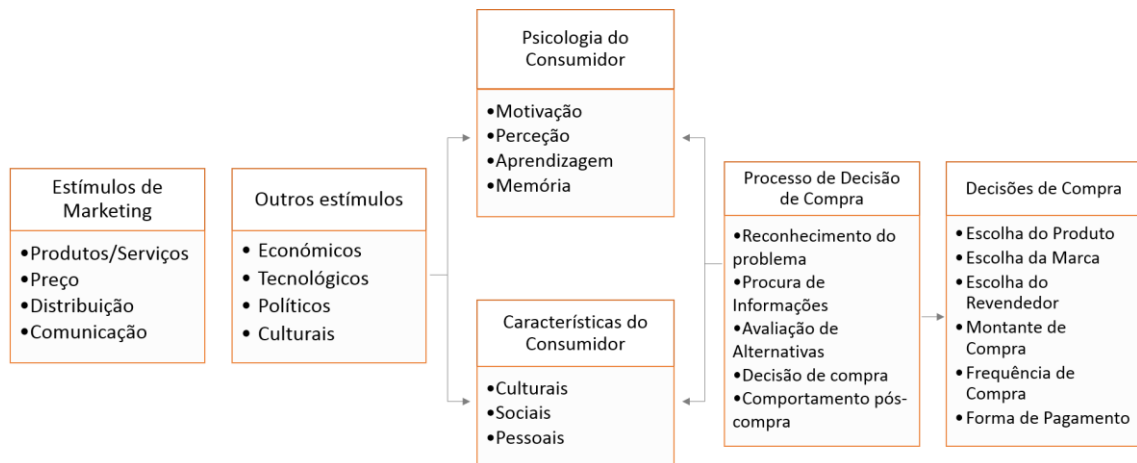 Estímulos de
Marketing
•Produtos/Serviços
•Preço
•Distribuição
•Comunicação
Outros estímulos
• Económicos
• Tecnológicos
• Políticos
• Culturais
Psicologia do
Consumidor
•Motivação
•Perceção
•Aprendizagem
•Memória
Características do
Consumidor
•Culturais
•Sociais
•Pessoais
Processo de Decisão
de Compra
•Reconhecimento do
problema
•Procura de
Informações
•Avaliação de
Alternativas
•Decisão de compra
•Comportamento pós-
compra
Decisões de Compra
• Escolha do Produto
• Escolha da Marca
• Escolha do
Revendedor
• Montante de
Compra
• Frequência de
Compra
• Forma de Pagamento